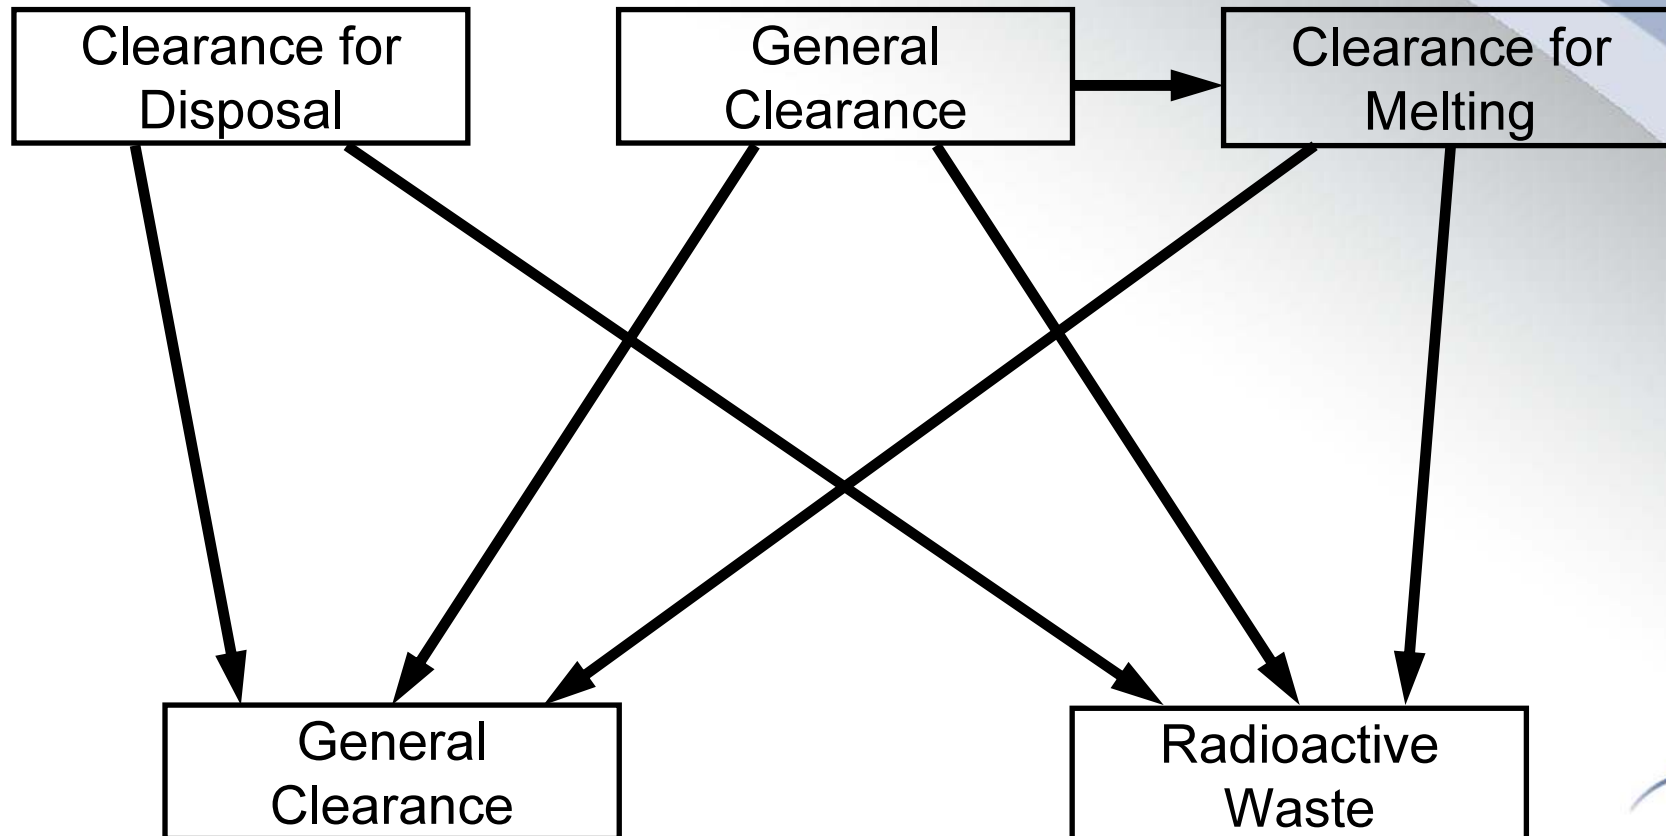 Clearance for
Disposal
General
Clearance
Clearance for
Melting
General
Clearance
Radioactive
Waste